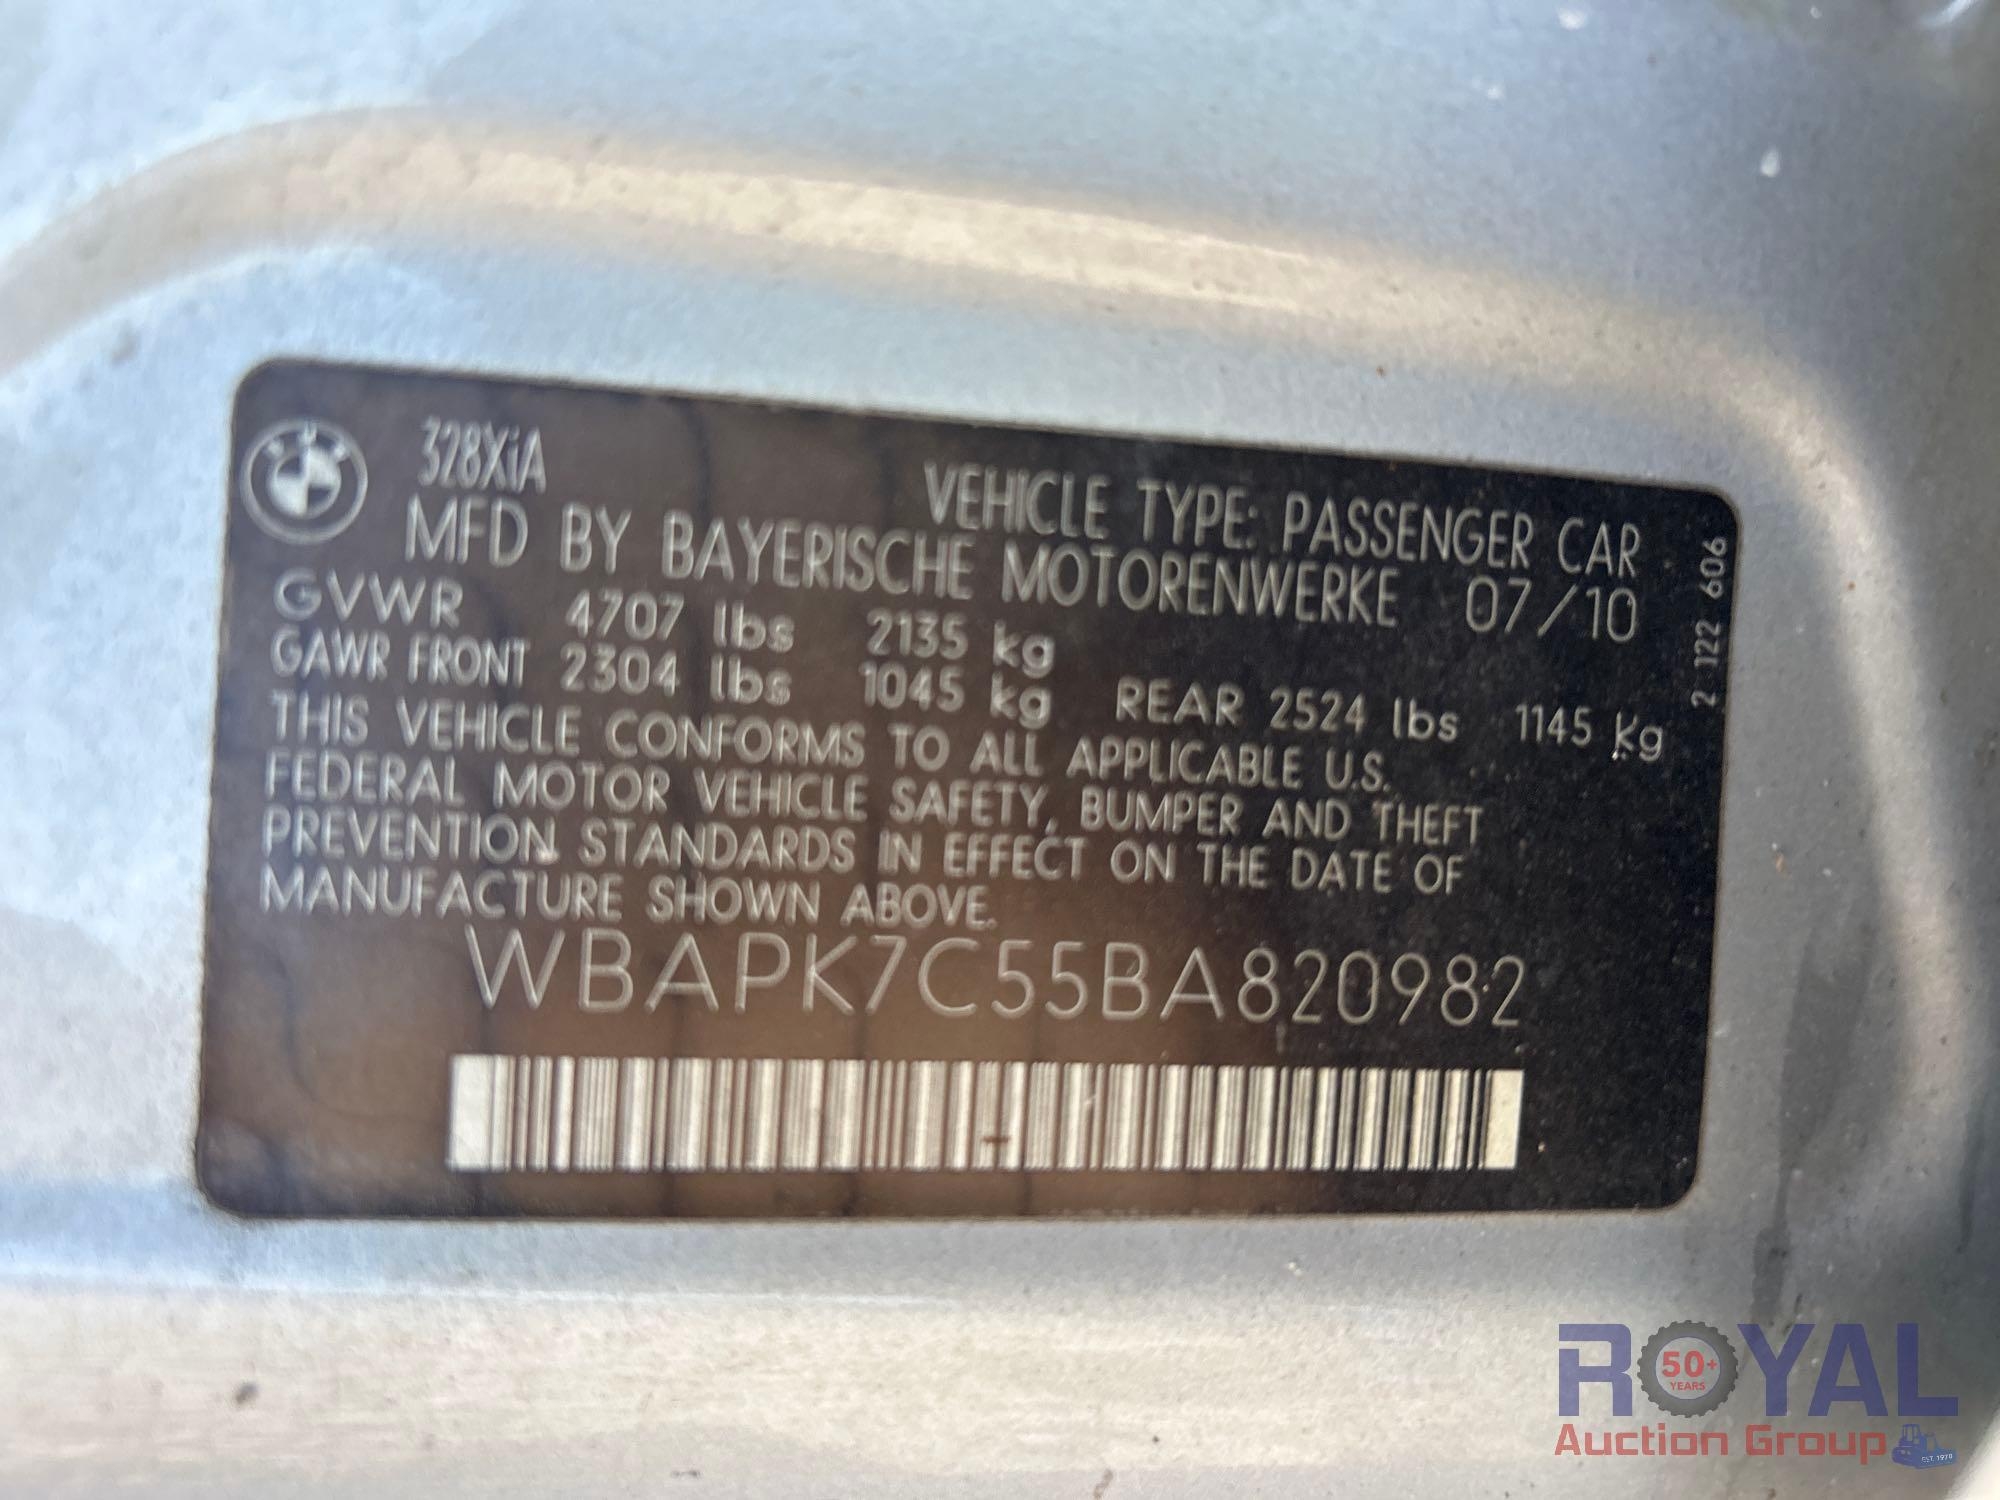 328XiA
VEHICLE TYPE: PASSENGER CAR
MFD BY BAYERISCHE MOTORENWERKE 07/10
GVWR 4707 lbs 2135 kg
GAWR FRONT 2304 lbs 1045 kg REAR 2524 lbs 1145 kg
THIS VEHICLE CONFORMS TO ALL APPLICABLE U.S.
FEDERAL MOTOR VEHICLE SAFETY, BUMPER AND THEFT
PREVENTION STANDARDS IN EFFECT ON THE DATE OF
MANUFACTURE SHOWN ABOVE.
WBAPK7C55BA820982
2 122 606
ROYAL
50+
YEARS
Auction Group
EST. 1970